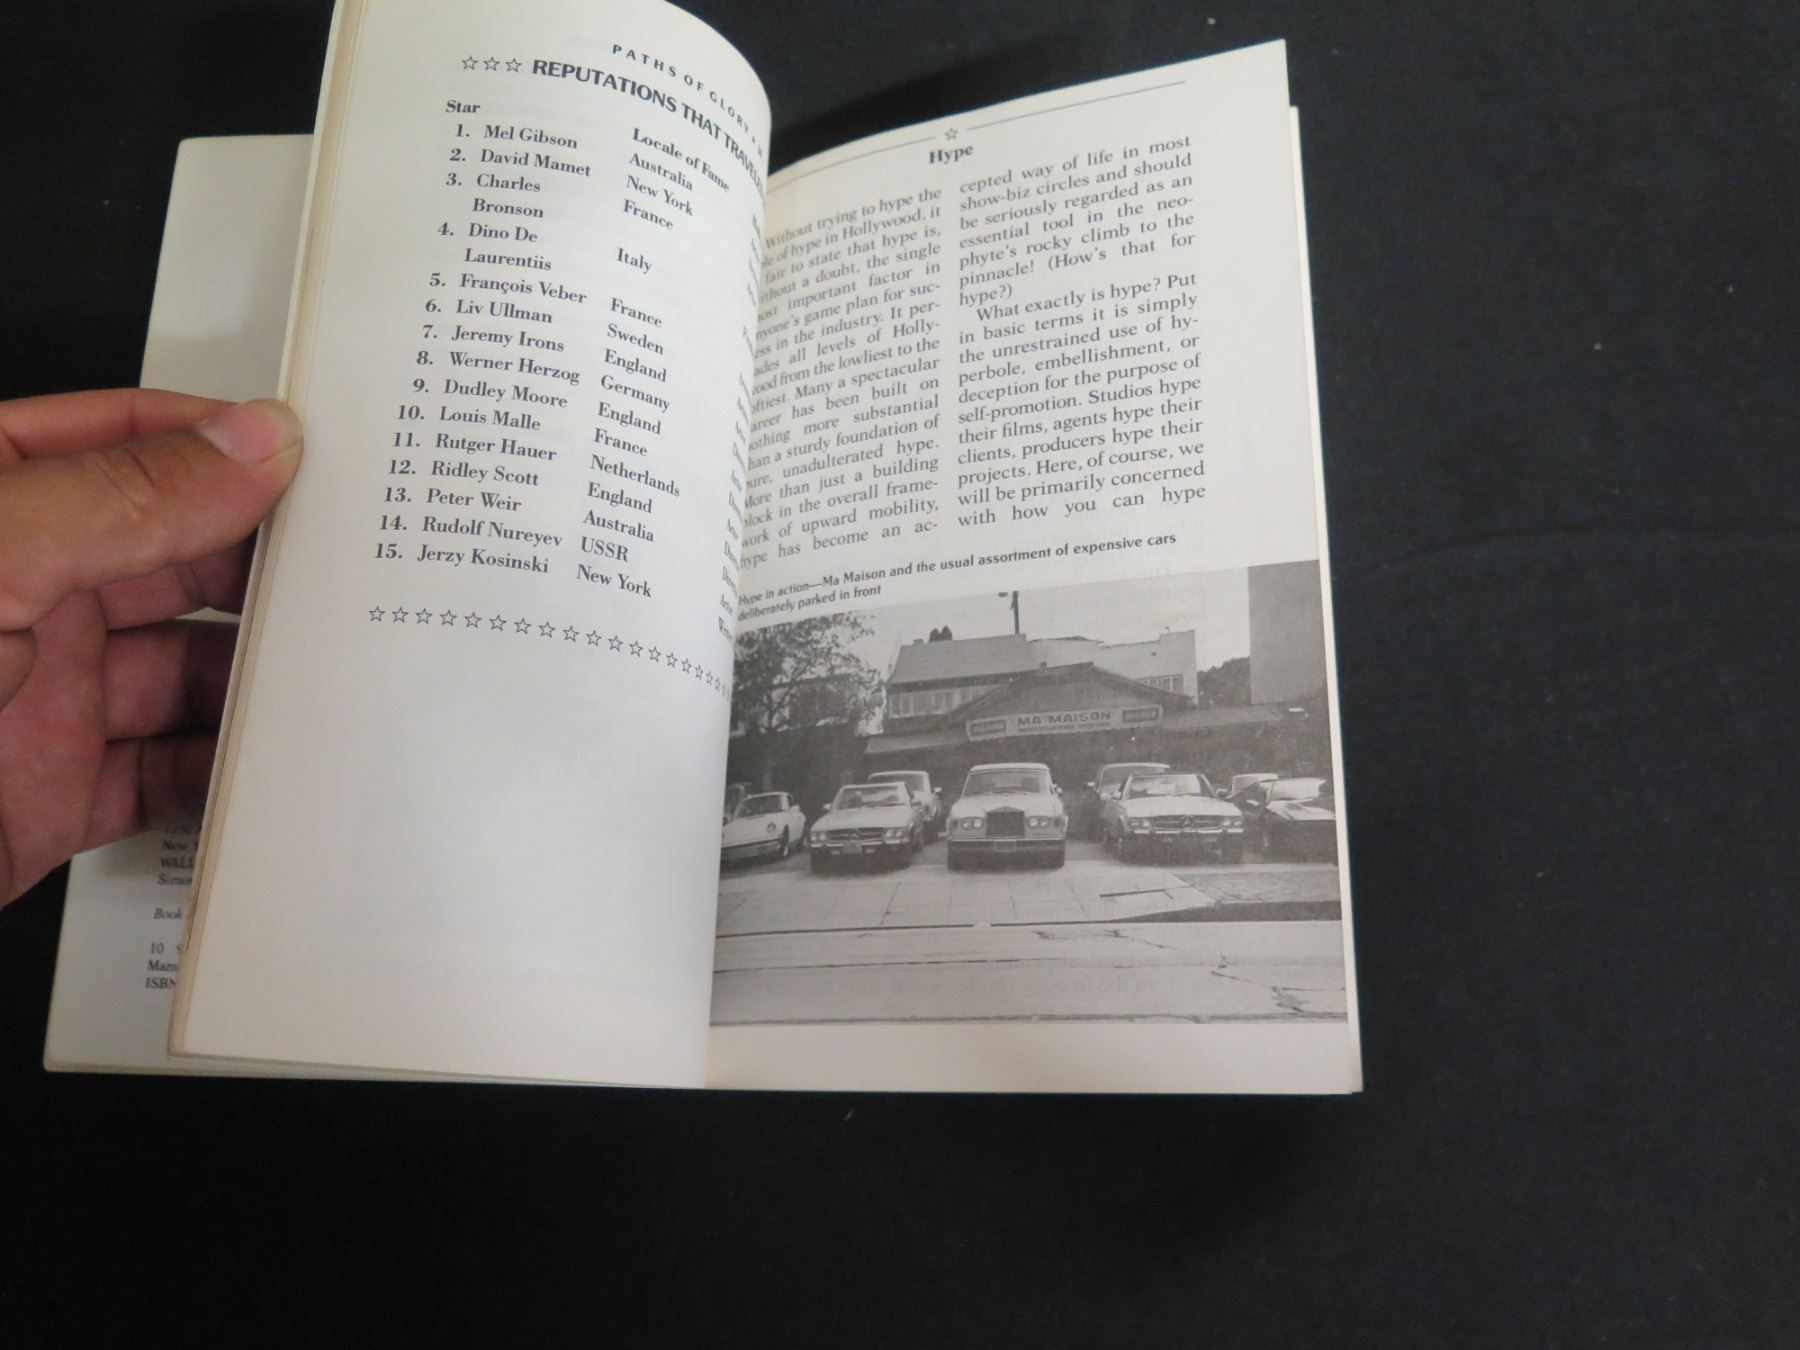 PATHS OF GLORY
☆☆☆ REPUTATIONS THAT TRAVELED
Star Locale of Fame
1. Mel Gibson Australia
2. David Mamet New York
3. Charles France
Bronson
4. Dino De
Laurentiis Italy
5. François Veber France
6. Liv Ullman Sweden
7. Jeremy Irons England
8. Werner Herzog Germany
9. Dudley Moore England
10. Louis Malle France
11. Rutger Hauer Netherlands
12. Ridley Scott England
13. Peter Weir Australia
14. Rudolf Nureyev USSR
15. Jerzy Kosinski New York
☆☆☆☆☆☆☆☆☆☆☆☆☆☆☆☆☆☆☆☆
New
WALL
Simon
Book
10
ISBN
☆
Hype
Without trying to hype the
of hype in Hollywood, it
fair to state that hype is,
without a doubt, the single
most important factor in
anyone's game plan for suc-
cess in the industry. It per-
vades all levels of Holly-
wood from the lowliest to the
loftiest. Many a spectacular
career has been built on
nothing more substantial
than a sturdy foundation of
pure, unadulterated hype.
More than just a building
block in the overall frame-
work of upward mobility,
hype has become an ac-
cepted way of life in most
show-biz circles and should
be seriously regarded as an
essential tool in the neo-
phyte's rocky climb to the
pinnacle! (How's that for
hype?)
What exactly is hype? Put
in basic terms it is simply
the unrestrained use of hy-
perbole, embellishment, or
deception for the purpose of
self-promotion. Studios hype
their films, agents hype their
clients, producers hype their
projects. Here, of course, we
will be primarily concerned
with how you can hype
Hype in action—Ma Maison and the usual assortment of expensive cars
deliberately parked in front
MA MAISON